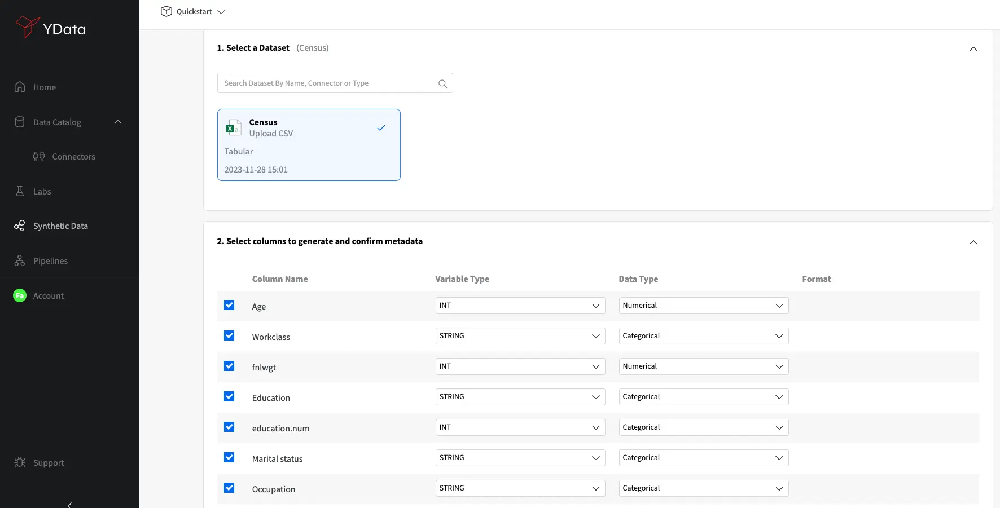 YData
Home
Data Catalog
Connectors
Labs
Synthetic Data
Pipelines
Fa Account
Support
Quickstart
1. Select a Dataset (Census)
Search Dataset By Name, Connector or Type
X a,
Census
Upload CSV
Tabular
2023-11-28 15:01
2. Select columns to generate and confirm metadata
Column Name Variable Type Data Type Format
Age INT Numerical
Workclass STRING Categorical
fnlwgt INT Numerical
Education STRING Categorical
education.num INT Categorical
Marital status STRING Categorical
Occupation STRING Categorical